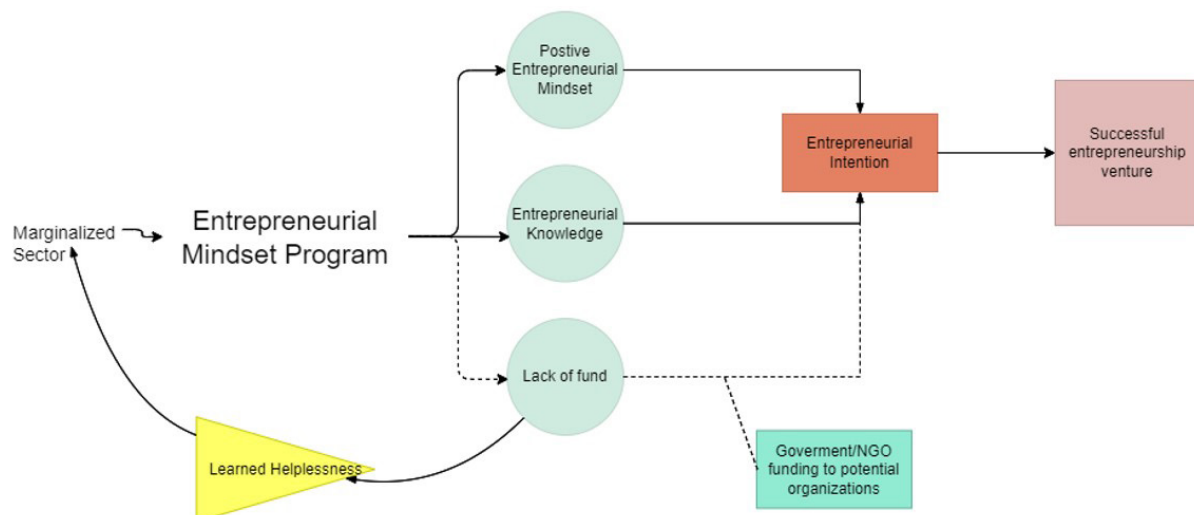 Postive
Entrepreneurial
Mindset
Entrepreneurial
Intention
Successful
entrepreneurship
venture
Marginalized
Sector
Entrepreneurial
Mindset Program
Entrepreneurial
Knowledge
Lack of fund
Learned Helplessness
Goverment/NGO
funding to potential
organizations